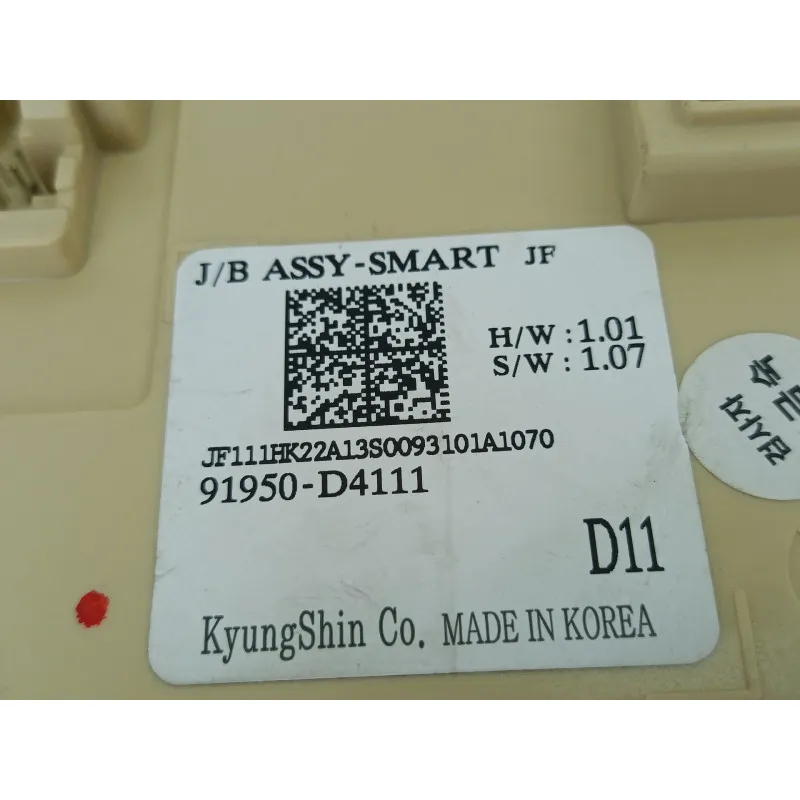 J/B ASSY-SMART JF
H/W : 1.01
S/W : 1.07
JF111HK22A13S0093101A1070
91950-D4111
D11
KyungShin Co. MADE IN KOREA